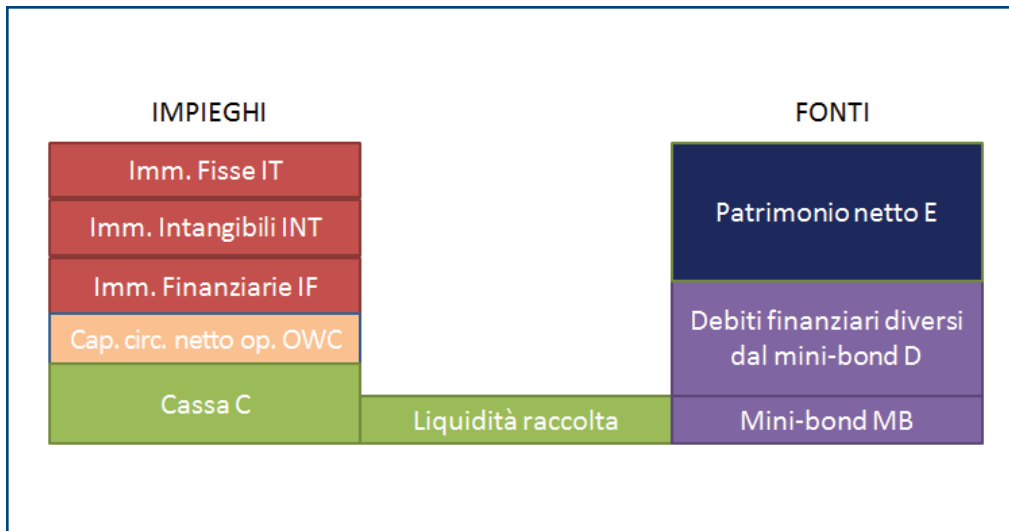 IMPIEGHI
Imm. Fisse IT
Imm. Intangibili INT
Imm. Finanziarie IF
Cap. circ. netto op. OWC
Cassa C
Liquidità raccolta
FONTI
Patrimonio netto E
Debiti finanziari diversi
dal mini-bond D
Mini-bond MB